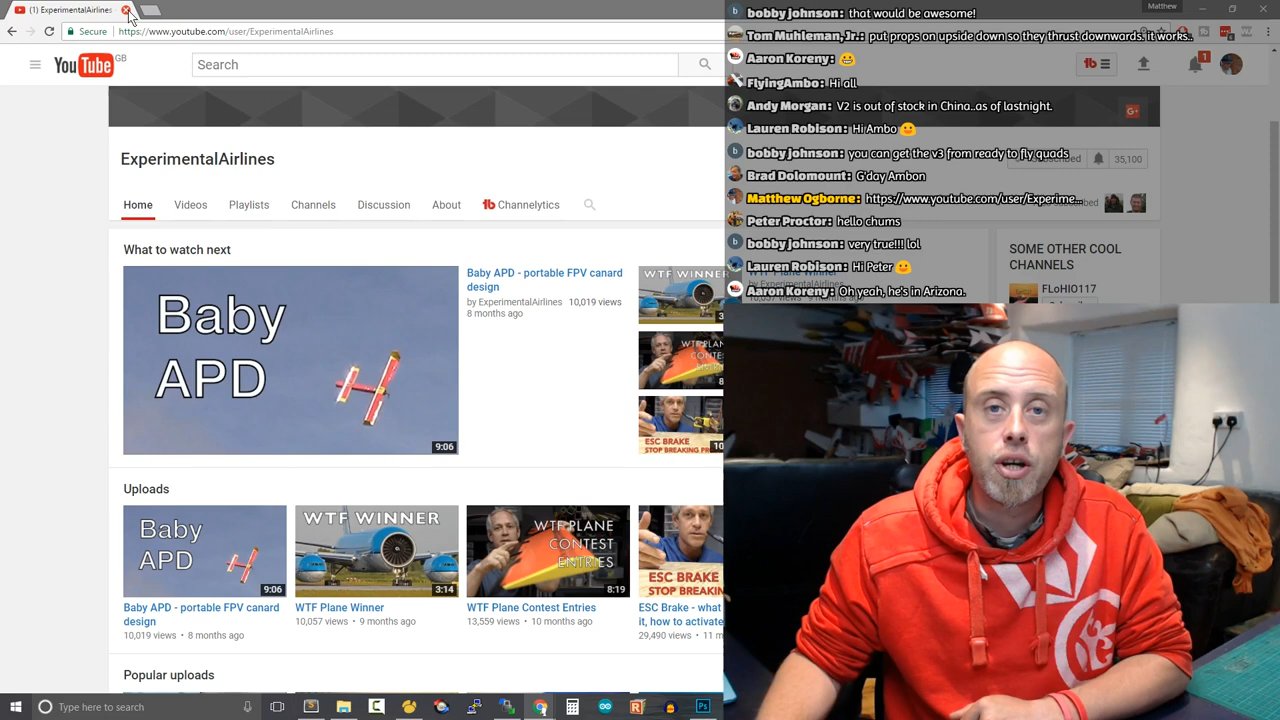 (1) ExperimentalAirlines
Matthew
Secure
https://www.youtube.com/user/ExperimentalAirlines
YouTube GB
Search
ExperimentalAirlines
35,100
Home
Videos
Playlists
Channels
Discussion
About
Channelytics
What to watch next
Baby
APD
9:06
Baby APD - portable FPV canard
design
by ExperimentalAirlines 10,019 views
8 months ago
WTF WINNER
ESC BRAKE
10
Uploads
Baby
APD
9:06
Baby APD - portable FPV canard
design
10,019 views • 8 months ago
WTF WINNER
3:14
WTF Plane Winner
10,057 views • 9 months ago
WTF PLANE
CONTEST
ENTRIES
8:19
WTF Plane Contest Entries
13,559 views • 10 months ago
ESC BRAKE
STOP BREAKING
ESC Brake - what
it, how to activate
29,490 views • 11 m
Popular uploads
SOME OTHER COOL
CHANNELS
FLoHIO117
bobby johnson: that would be awesome!
Tom Muhleman, Jr.: put props on upside down so they thrust downwards. it works..
Aaron Koreny: 😀
FlyingAmbo: Hi all
Andy Morgan: V2 is out of stock in China..as of lastnight.
Lauren Robison: Hi Ambo 🙂
bobby johnson: you can get the v3 from ready to fly quads
Brad Dolomount: G'day Ambon
Matthew Ogborne: https://www.youtube.com/user/Experime...
Peter Proctor: hello chums
bobby johnson: very true!!! lol
Lauren Robison: Hi Peter 🙂
Aaron Koreny: Oh yeah, he's in Arizona.
Type here to search